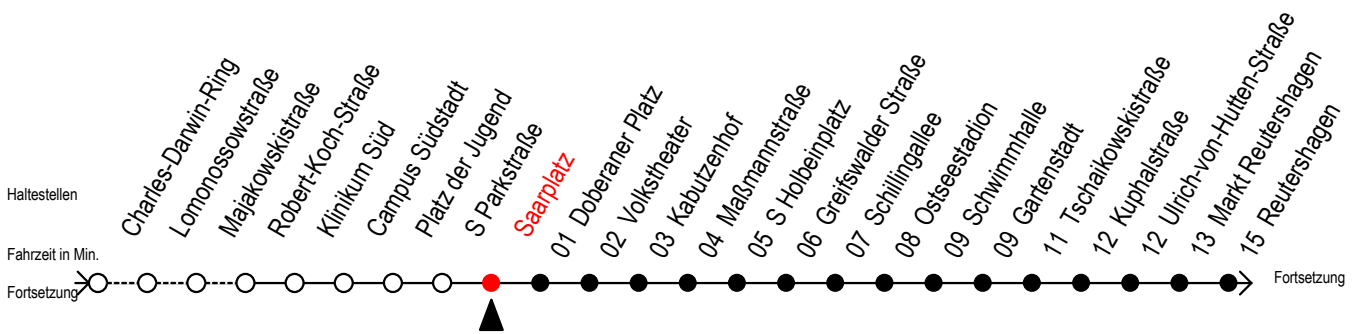 Haltestellen
Charles-Darwin-Ring
Lomonossowstraße
Majakowskistraße
Robert-Koch-Straße
Klinikum Süd
Campus Südstadt
Platz der Jugend
S Parkstraße
Saarplatz
01 Doberaner Platz
02 Volkstheater
03 Kabutzenhof
04 Maßmannstraße
05 S Holbeinplatz
06 Greifswalder Straße
07 Schillingallee
08 Ostseestadion
09 Schwimmhalle
09 Gartenstadt
11 Tschaikowskistraße
12 Kuphalstraße
12 Ulrich-von-Hutten-Straße
13 Markt Reutershagen
15 Reutershagen
Fahrzeit in Min.
Fortsetzung
Fortsetzung